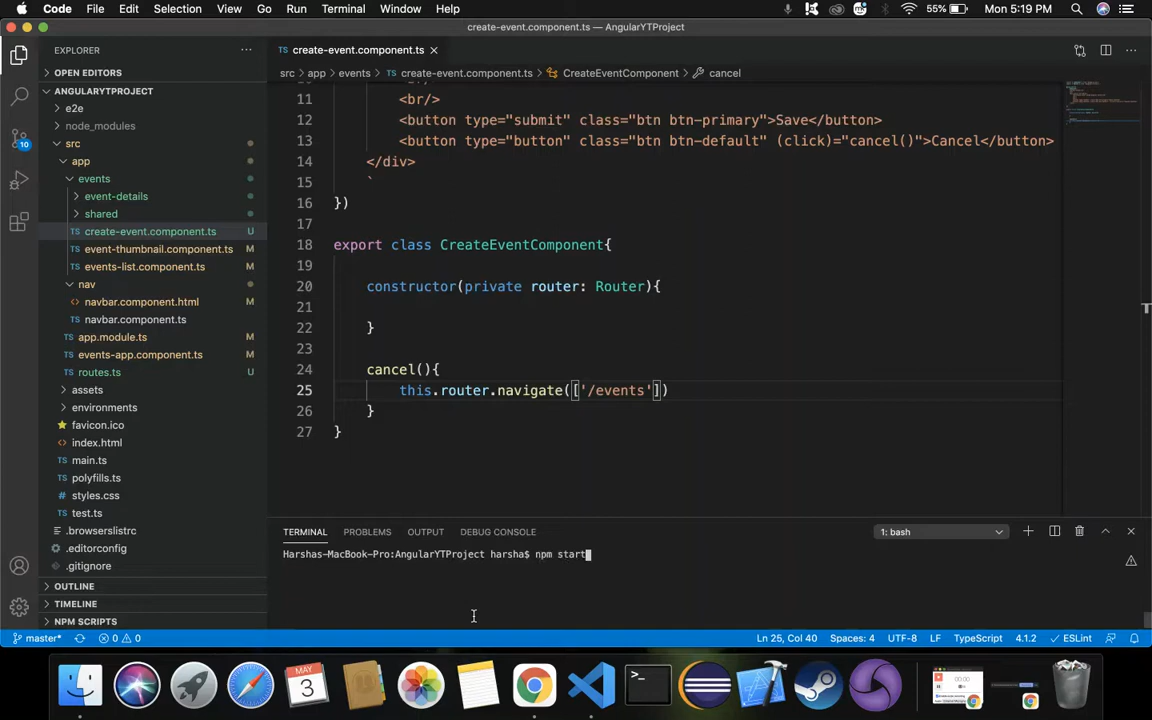 Code File Edit Selection View Go Run Terminal Window Help 55% Mon 5:19 PM
create-event.component.ts — AngularYTProject
EXPLORER
create-event.component.ts
OPEN EDITORS
src > app > events > create-event.component.ts > CreateEventComponent > cancel
ANGULARYTPROJECT
e2e
node_modules
src
app
events
event-details
shared
create-event.component.ts U
event-thumbnail.component.ts M
events-list.component.ts M
nav
navbar.component.html M
navbar.component.ts
app.module.ts M
events-app.component.ts M
routes.ts U
assets
environments
favicon.ico
index.html
main.ts
polyfills.ts
styles.css
test.ts
.browserslistrc
.editorconfig
.gitignore
OUTLINE
TIMELINE
NPM SCRIPTS
10
11 <br/>
12 <button type="submit" class="btn btn-primary">Save</button>
13 <button type="button" class="btn btn-default" (click)="cancel()">Cancel</button>
14 </div>
15 `
16 })
17
18 export class CreateEventComponent{
19
20 constructor(private router: Router){
21
22 }
23
24 cancel(){
25 this.router.navigate(['/events'])
26 }
27 }
TERMINAL PROBLEMS OUTPUT DEBUG CONSOLE 1: bash
Harshas-MacBook-Pro:AngularYTProject harsha$ npm start
master* 0 0 Ln 25, Col 40 Spaces: 4 UTF-8 LF TypeScript 4.1.2 ESLint
MAY
3